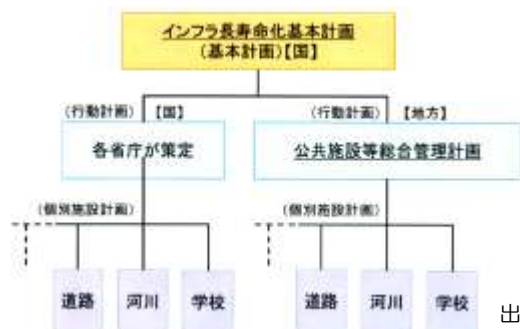 インフラ長寿命化基本計画
(基本計画)【国】
(行動計画) 【国】
(行動計画) 【地方】
各省庁が策定
公共施設等総合管理計画
(個別施設計画)
(個別施設計画)
道路 河川 学校
道路 河川 学校
出